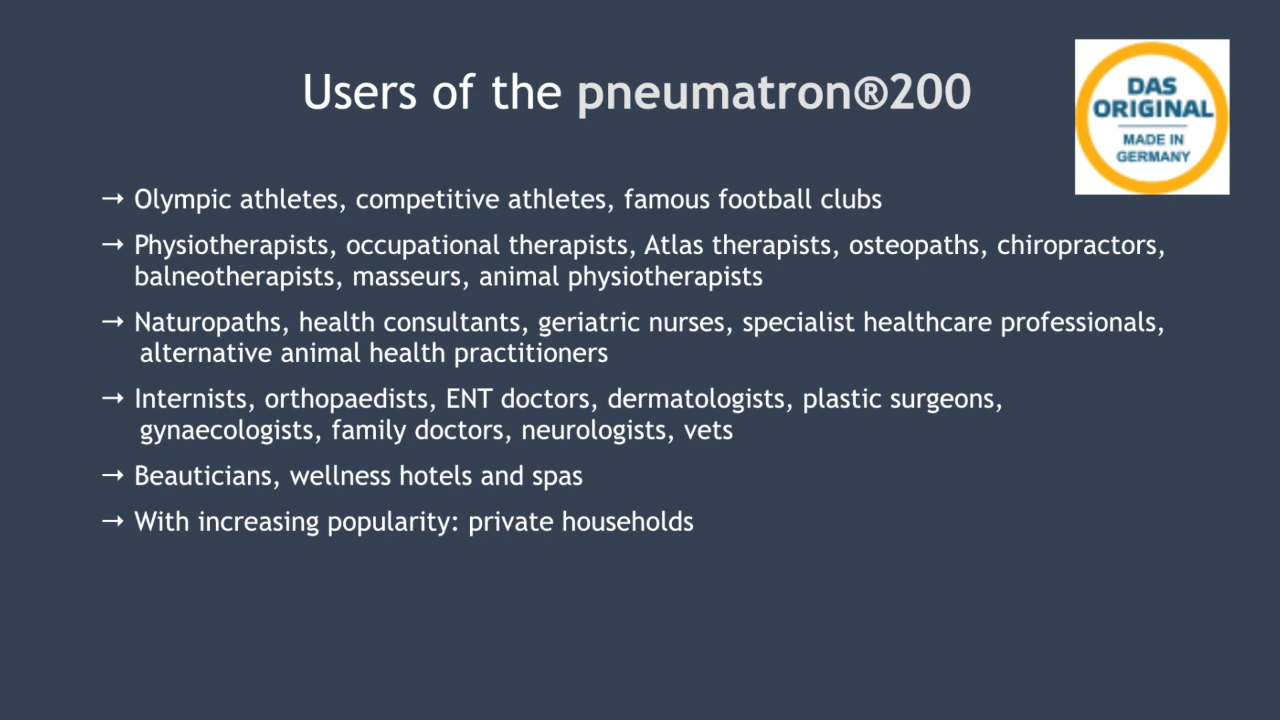 Users of the pneumatron®200
DAS
ORIGINAL
MADE IN
GERMANY
→ Olympic athletes, competitive athletes, famous football clubs
→ Physiotherapists, occupational therapists, Atlas therapists, osteopaths, chiropractors,
balneotherapists, masseurs, animal physiotherapists
→ Naturopaths, health consultants, geriatric nurses, specialist healthcare professionals,
alternative animal health practitioners
→ Internists, orthopaedists, ENT doctors, dermatologists, plastic surgeons,
gynaecologists, family doctors, neurologists, vets
→ Beauticians, wellness hotels and spas
→ With increasing popularity: private households